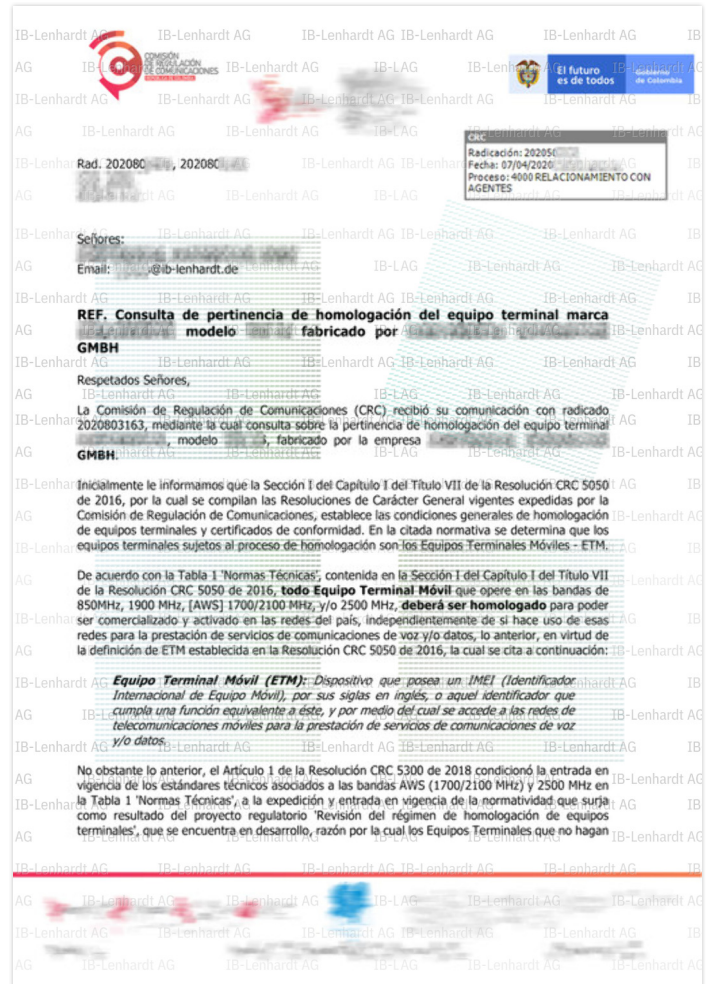 COMISIÓN
DE REGULACIÓN
DE COMUNICACIONES
REPÚBLICA DE COLOMBIA
El futuro
es de todos
Gobierno
de Colombia
CRC
Radicación: 202050
Fecha: 07/04/2020
Proceso: 4000 RELACIONAMIENTO CON
AGENTES
Rad. 202080 , 202080
Señores:
Email: s@ib-lenhardt.de
REF. Consulta de pertinencia de homologación del equipo terminal marca
modelo fabricado por
GMBH
Respetados Señores,
La Comisión de Regulación de Comunicaciones (CRC) recibió su comunicación con radicado
2020803163, mediante la cual consulta sobre la pertinencia de homologación del equipo terminal
, modelo , fabricado por la empresa
GMBH.
Inicialmente le informamos que la Sección I del Capítulo I del Título VII de la Resolución CRC 5050
de 2016, por la cual se compilan las Resoluciones de Carácter General vigentes expedidas por la
Comisión de Regulación de Comunicaciones, establece las condiciones generales de homologación
de equipos terminales y certificados de conformidad. En la citada normativa se determina que los
equipos terminales sujetos al proceso de homologación son los Equipos Terminales Móviles - ETM.
De acuerdo con la Tabla 1 'Normas Técnicas', contenida en la Sección I del Capítulo I del Título VII
de la Resolución CRC 5050 de 2016, todo Equipo Terminal Móvil que opere en las bandas de
850MHz, 1900 MHz, [AWS] 1700/2100 MHz, y/o 2500 MHz, deberá ser homologado para poder
ser comercializado y activado en las redes del país, independientemente de si hace uso de esas
redes para la prestación de servicios de comunicaciones de voz y/o datos, lo anterior, en virtud de
la definición de ETM establecida en la Resolución CRC 5050 de 2016, la cual se cita a continuación:
Equipo Terminal Móvil (ETM): Dispositivo que posea un IMEI (Identificador
Internacional de Equipo Móvil), por sus siglas en inglés, o aquel identificador que
cumpla una función equivalente a éste, y por medio del cual se accede a las redes de
telecomunicaciones móviles para la prestación de servicios de comunicaciones de voz
y/o datos.
No obstante lo anterior, el Artículo 1 de la Resolución CRC 5300 de 2018 condicionó la entrada en
vigencia de los estándares técnicos asociados a las bandas AWS (1700/2100 MHz) y 2500 MHz en
la Tabla 1 'Normas Técnicas', a la expedición y entrada en vigencia de la normatividad que surja
como resultado del proyecto regulatorio 'Revisión del régimen de homologación de equipos
terminales', que se encuentra en desarrollo, razón por la cual los Equipos Terminales que no hagan